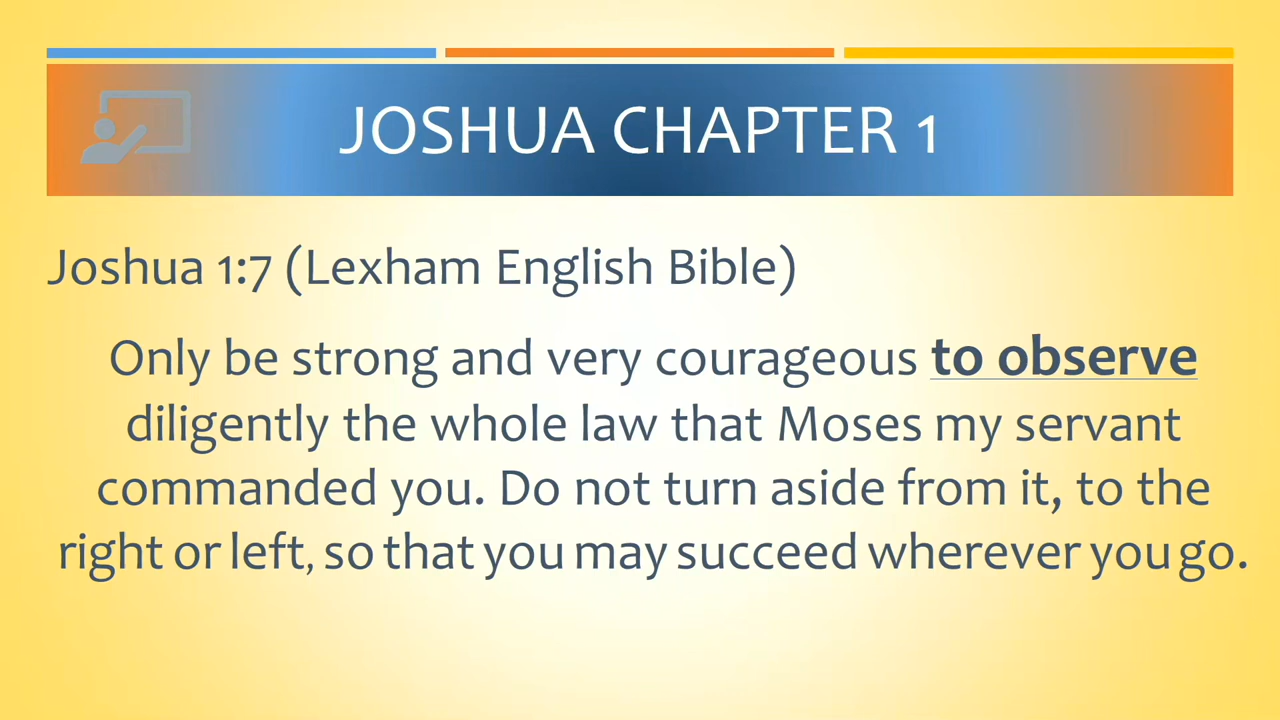 JOSHUA CHAPTER 1
Joshua 1:7 (Lexham English Bible)
Only be strong and very courageous to observe
diligently the whole law that Moses my servant
commanded you. Do not turn aside from it, to the
right or left, so that you may succeed wherever you go.